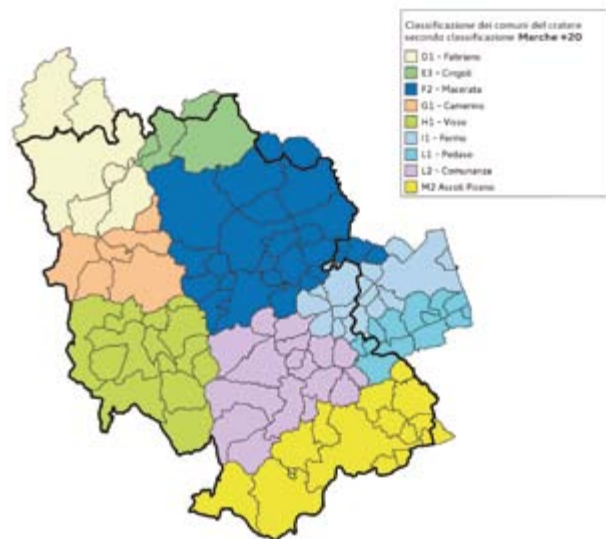 Classificazione dei comuni del cratere
secondo classificazione Marche +20
D1 - Fabriano
E3 - Cingoli
F2 - Macerata
G1 - Camerino
H1 - Visso
I1 - Fermo
L1 - Pedaso
L2 - Comunanza
M2 Ascoli Piceno